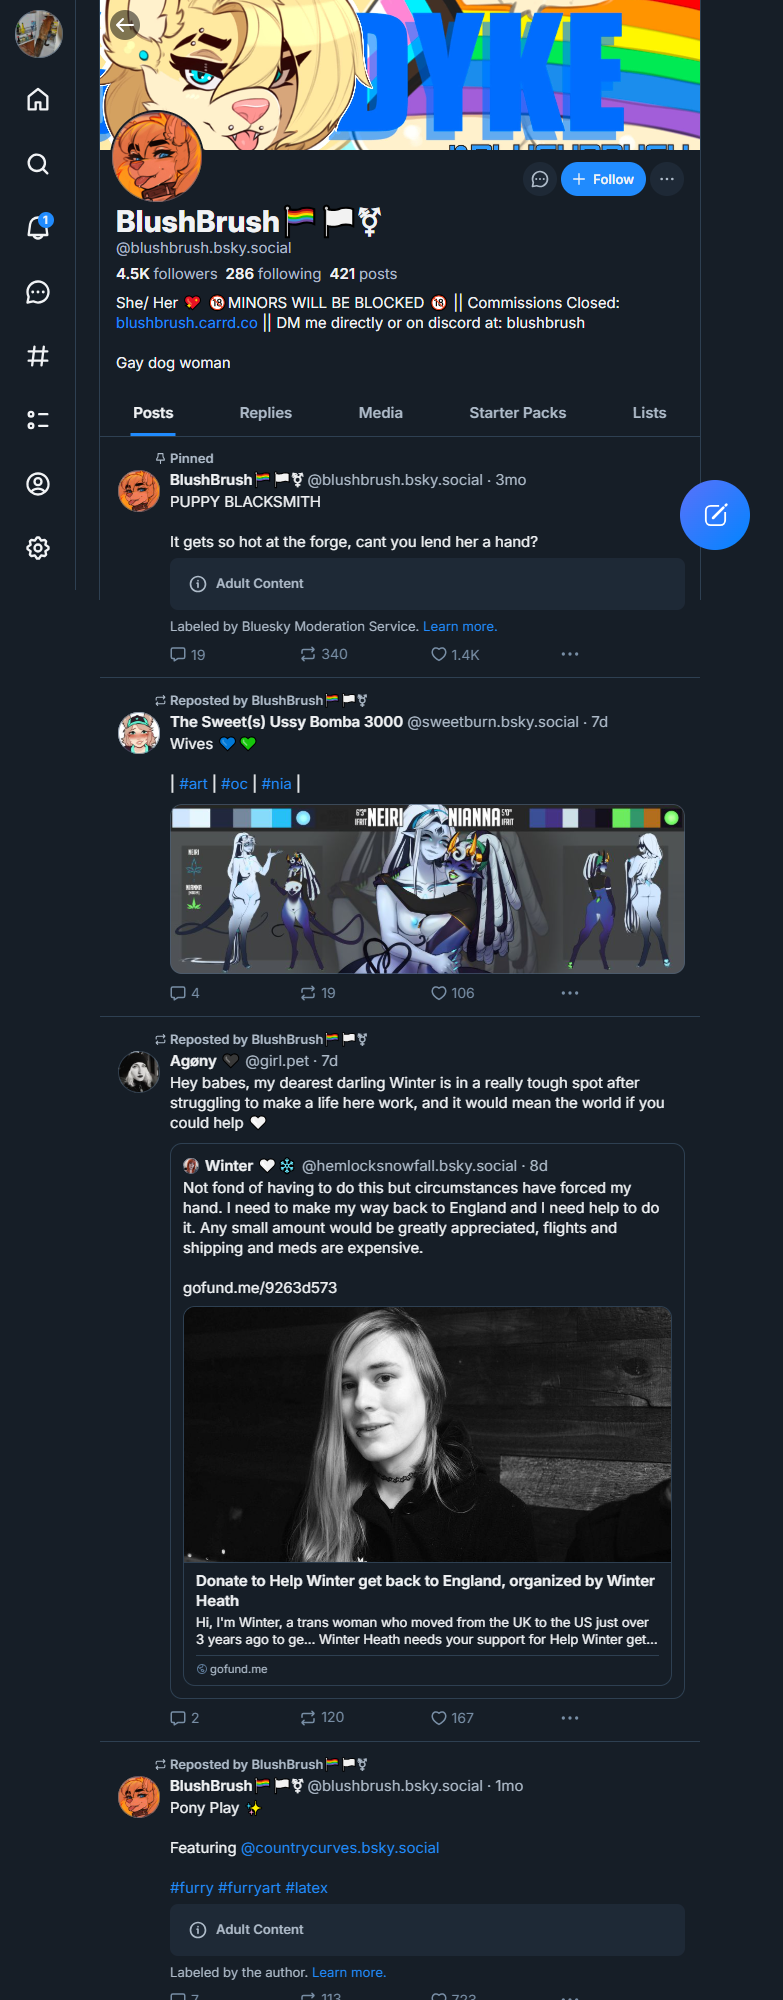 DYKE
Follow
BlushBrush🏳️‍🌈 🏳️‍⚧️
@blushbrush.bsky.social
4.5K followers 286 following 421 posts
She/ Her 💖 🔞MINORS WILL BE BLOCKED 🔞 || Commissions Closed:
blushbrush.carrd.co || DM me directly or on discord at: blushbrush
Gay dog woman
Posts Replies Media Starter Packs Lists
1
Pinned
BlushBrush🏳️‍🌈 🏳️‍⚧️ @blushbrush.bsky.social · 3mo
PUPPY BLACKSMITH
It gets so hot at the forge, cant you lend her a hand?
Adult Content
Labeled by Bluesky Moderation Service. Learn more.
19 340 1.4K
Reposted by BlushBrush🏳️‍🌈 🏳️‍⚧️
The Sweet(s) Ussy Bomba 3000 @sweetburn.bsky.social · 7d
Wives 💙 💚
| #art | #oc | #nia |
6'3" IFRIT NEIRI NIANNA 5'9" IFRIT
NEIRI
NIANNA
4 19 106
Reposted by BlushBrush🏳️‍🌈 🏳️‍⚧️
Agøny 🖤 @girl.pet · 7d
Hey babes, my dearest darling Winter is in a really tough spot after
struggling to make a life here work, and it would mean the world if you
could help 🤍
Winter 🤍 ❄️ @hemlocksnowfall.bsky.social · 8d
Not fond of having to do this but circumstances have forced my
hand. I need to make my way back to England and I need help to do
it. Any small amount would be greatly appreciated, flights and
shipping and meds are expensive.
gofund.me/9263d573
Donate to Help Winter get back to England, organized by Winter
Heath
Hi, I'm Winter, a trans woman who moved from the UK to the US just over
3 years ago to ge... Winter Heath needs your support for Help Winter get...
gofund.me
2 120 167
Reposted by BlushBrush🏳️‍🌈 🏳️‍⚧️
BlushBrush🏳️‍🌈 🏳️‍⚧️ @blushbrush.bsky.social · 1mo
Pony Play ✨
Featuring @countrycurves.bsky.social
#furry #furryart #latex
Adult Content
Labeled by the author. Learn more.
7 113 723